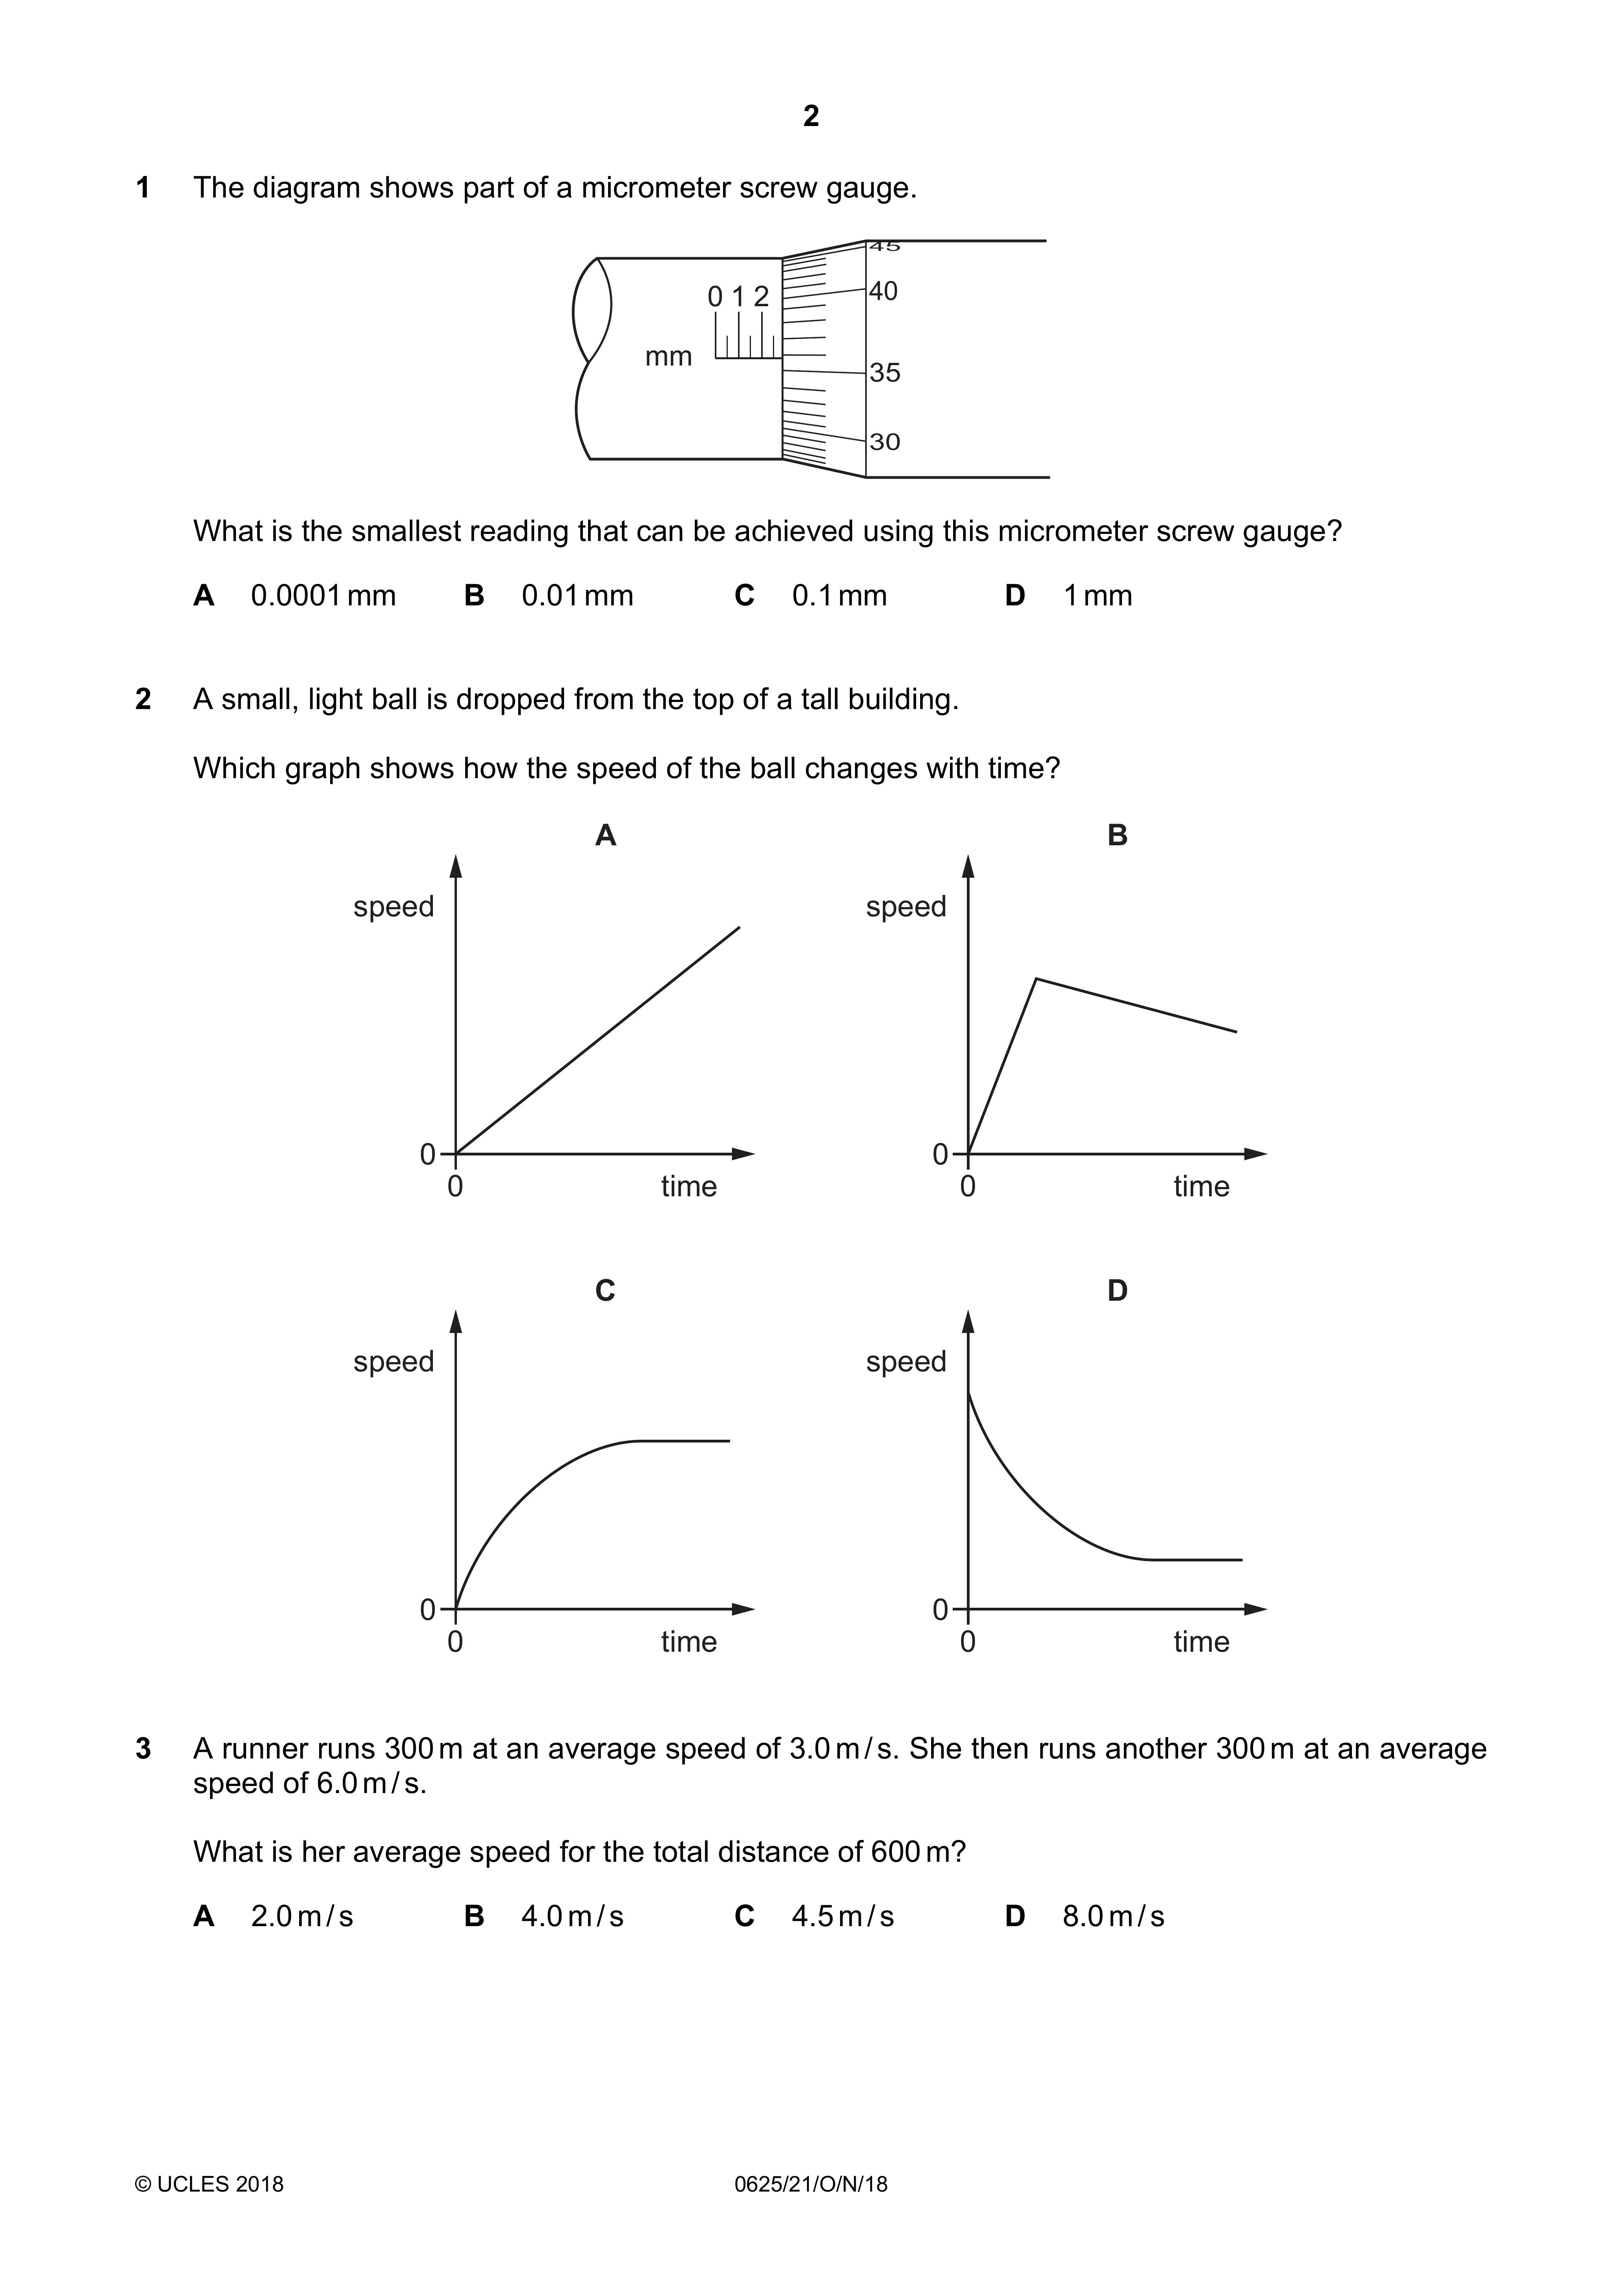 2
1 The diagram shows part of a micrometer screw gauge.
45
0 1 2
40
mm
35
30
What is the smallest reading that can be achieved using this micrometer screw gauge?
A 0.0001 mm B 0.01 mm C 0.1 mm D 1 mm
2 A small, light ball is dropped from the top of a tall building.
Which graph shows how the speed of the ball changes with time?
A B
speed speed
0 0
0 time 0 time
C D
speed speed
0 0
0 time 0 time
3 A runner runs 300 m at an average speed of 3.0 m / s. She then runs another 300 m at an average
speed of 6.0 m / s.
What is her average speed for the total distance of 600 m?
A 2.0 m / s B 4.0 m / s C 4.5 m / s D 8.0 m / s
© UCLES 2018 0625/21/O/N/18